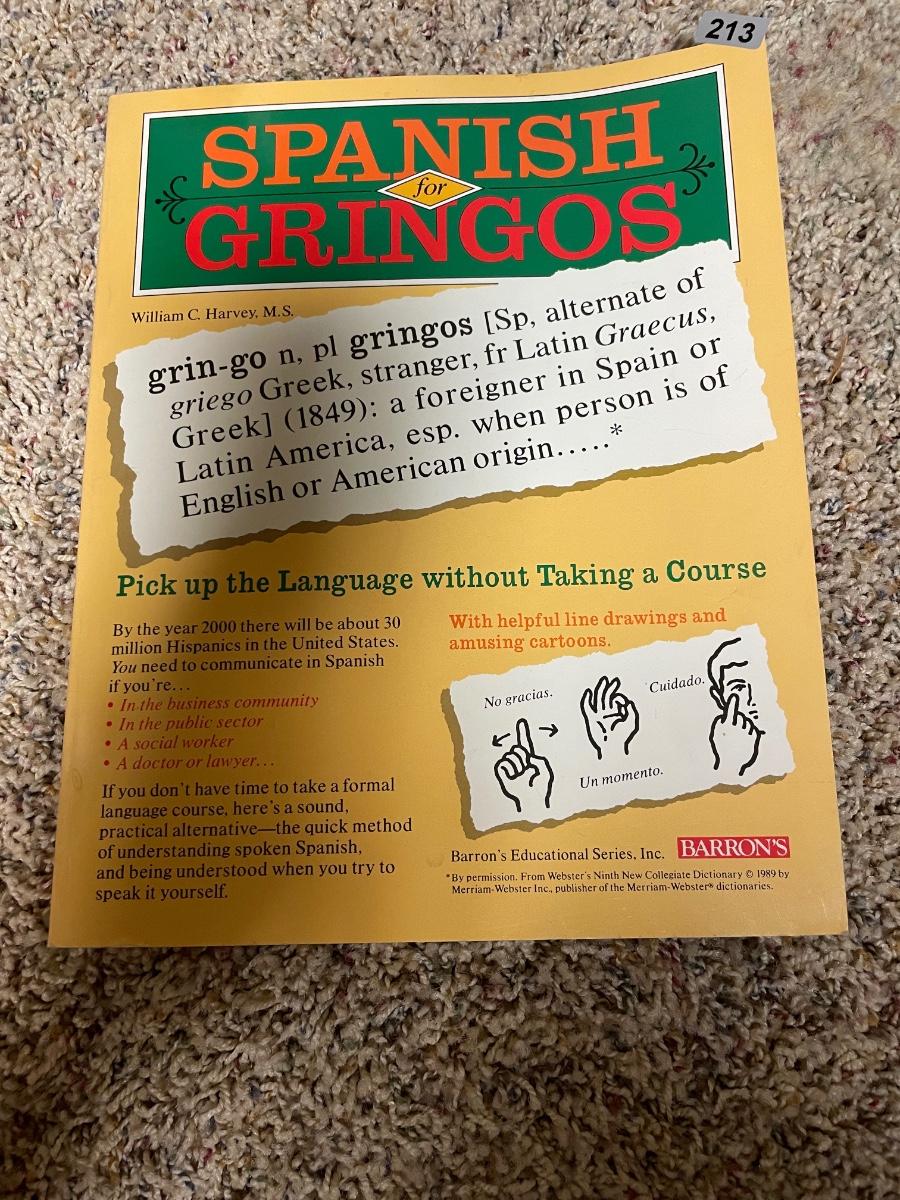 213
SPANISH
for
GRINGOS
William C. Harvey, M.S.
grin-go n, pl gringos [Sp, alternate of
griego Greek, stranger, fr Latin Graecus,
Greek] (1849): a foreigner in Spain or
Latin America, esp. when person is of
English or American origin.....*
Pick up the Language without Taking a Course
By the year 2000 there will be about 30
million Hispanics in the United States.
You need to communicate in Spanish
if you're...
• In the business community
• In the public sector
• A social worker
• A doctor or lawyer...
If you don't have time to take a formal
language course, here's a sound,
practical alternative—the quick method
of understanding spoken Spanish,
and being understood when you try to
speak it yourself.
With helpful line drawings and
amusing cartoons.
No gracias.
Cuidado.
Un momento.
Barron's Educational Series, Inc. BARRON'S
*By permission. From Webster's Ninth New Collegiate Dictionary © 1989 by
Merriam-Webster Inc., publisher of the Merriam-Webster® dictionaries.